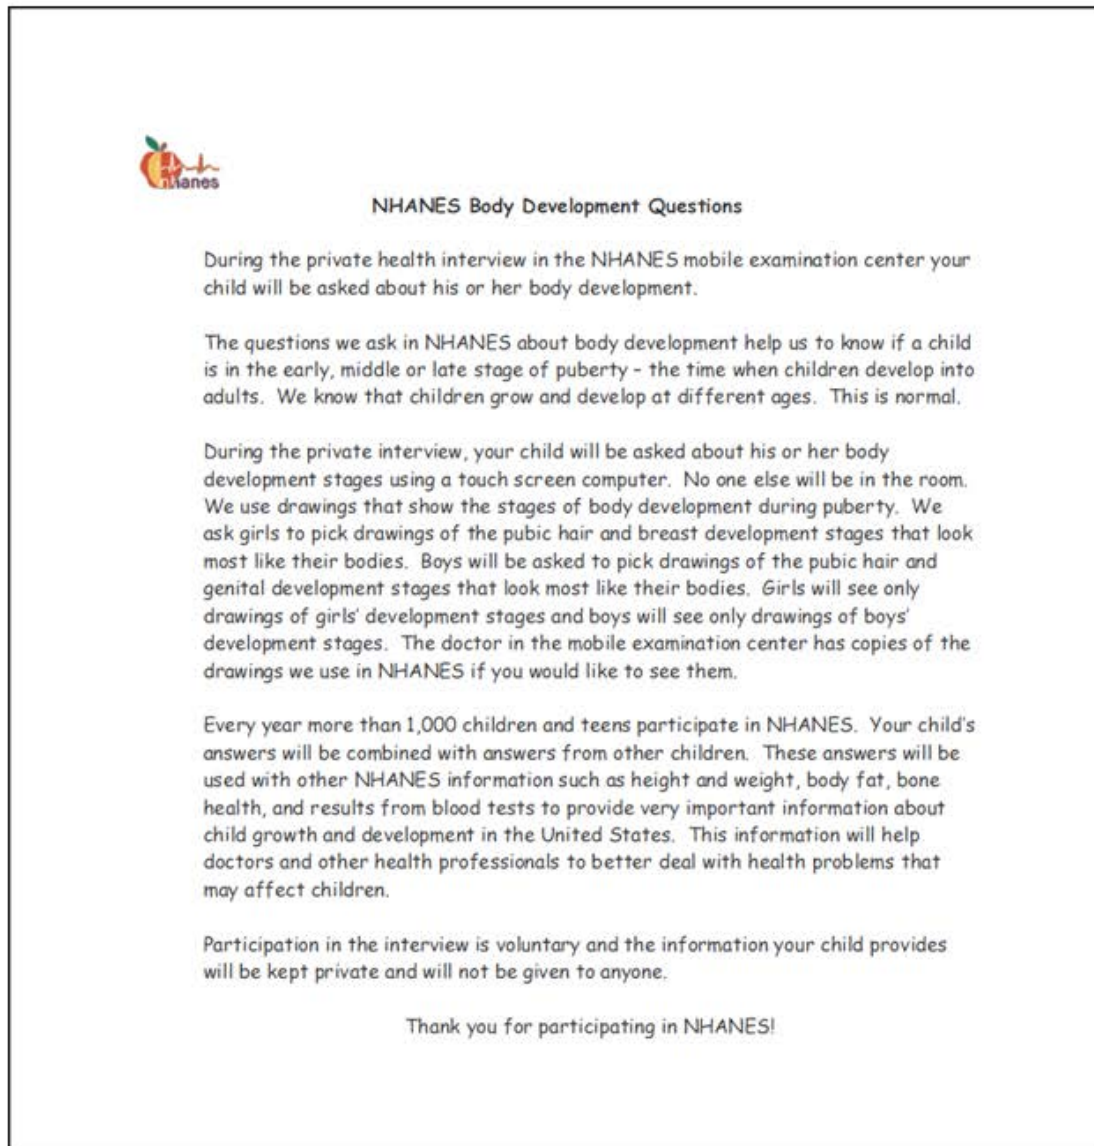 nhanes
NHANES Body Development Questions
During the private health interview in the NHANES mobile examination center your
child will be asked about his or her body development.
The questions we ask in NHANES about body development help us to know if a child
is in the early, middle or late stage of puberty - the time when children develop into
adults.  We know that children grow and develop at different ages.  This is normal.
During the private interview, your child will be asked about his or her body
development stages using a touch screen computer.  No one else will be in the room.
We use drawings that show the stages of body development during puberty.  We
ask girls to pick drawings of the pubic hair and breast development stages that look
most like their bodies.  Boys will be asked to pick drawings of the pubic hair and
genital development stages that look most like their bodies.  Girls will see only
drawings of girls' development stages and boys will see only drawings of boys'
development stages.  The doctor in the mobile examination center has copies of the
drawings we use in NHANES if you would like to see them.
Every year more than 1,000 children and teens participate in NHANES.  Your child's
answers will be combined with answers from other children.  These answers will be
used with other NHANES information such as height and weight, body fat, bone
health, and results from blood tests to provide very important information about
child growth and development in the United States.  This information will help
doctors and other health professionals to better deal with health problems that
may affect children.
Participation in the interview is voluntary and the information your child provides
will be kept private and will not be given to anyone.
Thank you for participating in NHANES!